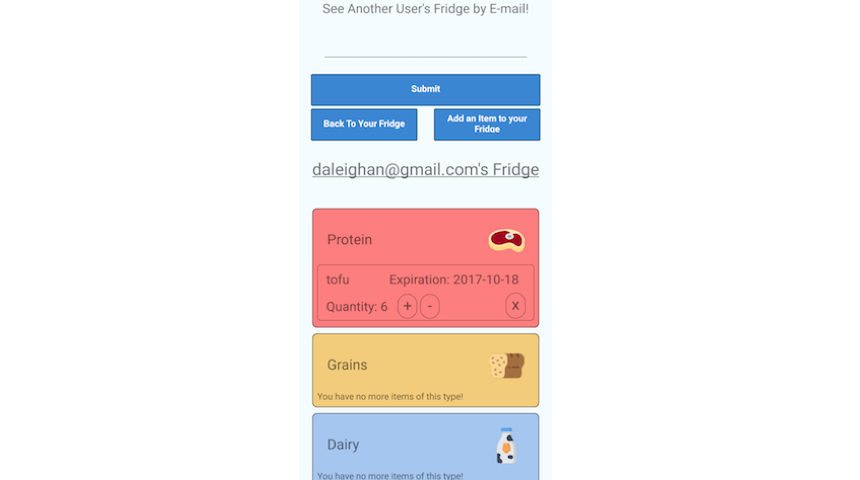 See Another User's Fridge by E-mail!
Submit
Back To Your Fridge
Add an Item to your
Fridge
daleighan@gmail.com's Fridge
Protein
tofu Expiration: 2017-10-18
Quantity: 6 + - X
Grains
You have no more items of this type!
Dairy
You have no more items of this type!